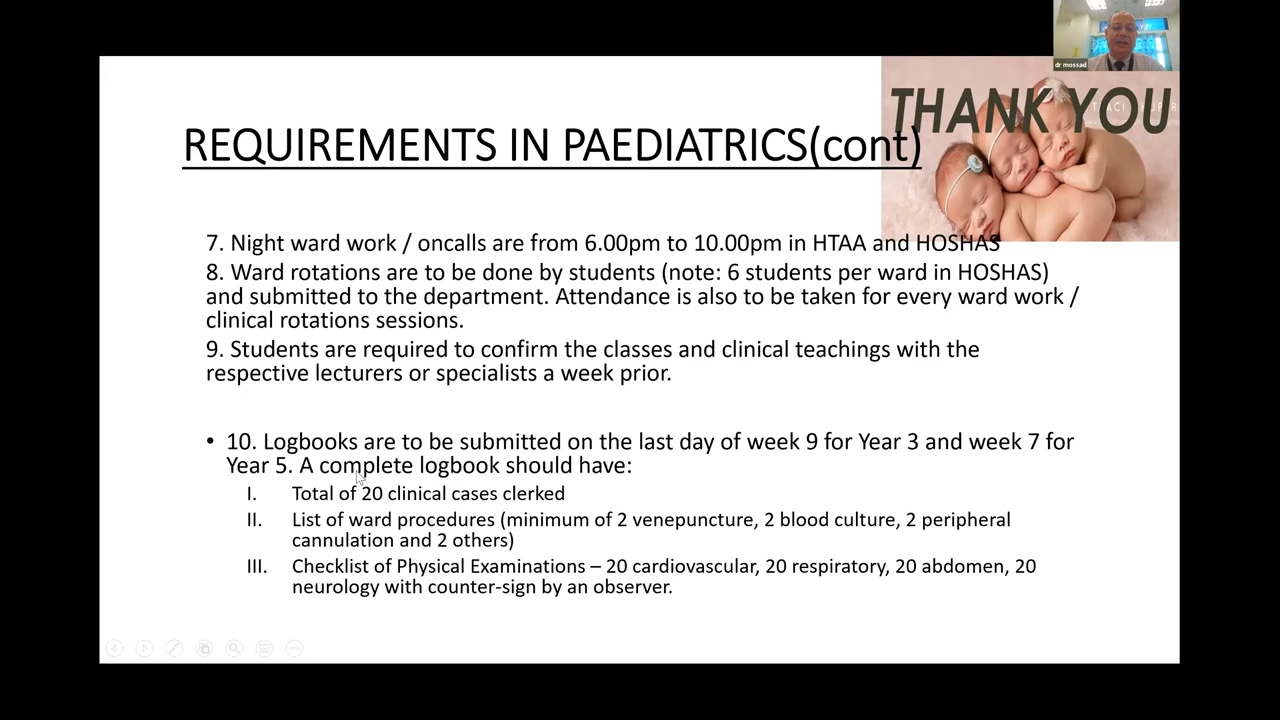 dr mossad
THANK YOU
REQUIREMENTS IN PAEDIATRICS(cont)
7. Night ward work / oncalls are from 6.00pm to 10.00pm in HTAA and HOSHAS
8. Ward rotations are to be done by students (note: 6 students per ward in HOSHAS)
and submitted to the department. Attendance is also to be taken for every ward work /
clinical rotations sessions.
9. Students are required to confirm the classes and clinical teachings with the
respective lecturers or specialists a week prior.
• 10. Logbooks are to be submitted on the last day of week 9 for Year 3 and week 7 for
Year 5. A complete logbook should have:
I. Total of 20 clinical cases clerked
II. List of ward procedures (minimum of 2 venepuncture, 2 blood culture, 2 peripheral
cannulation and 2 others)
III. Checklist of Physical Examinations – 20 cardiovascular, 20 respiratory, 20 abdomen, 20
neurology with counter-sign by an observer.